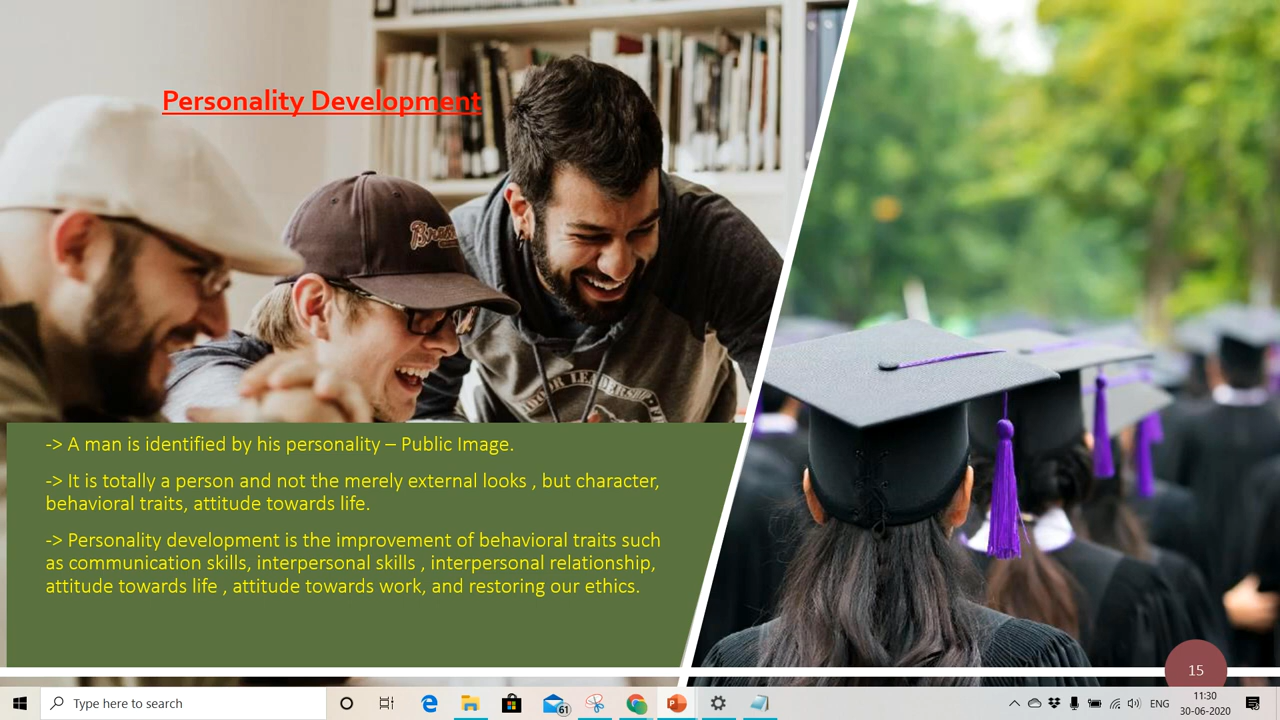 Personality Development
-> A man is identified by his personality – Public Image.
-> It is totally a person and not the merely external looks , but character,
behavioral traits, attitude towards life.
-> Personality development is the improvement of behavioral traits such
as communication skills, interpersonal skills , interpersonal relationship,
attitude towards life , attitude towards work, and restoring our ethics.
15
Type here to search
61
ENG
11:30
30-06-2020